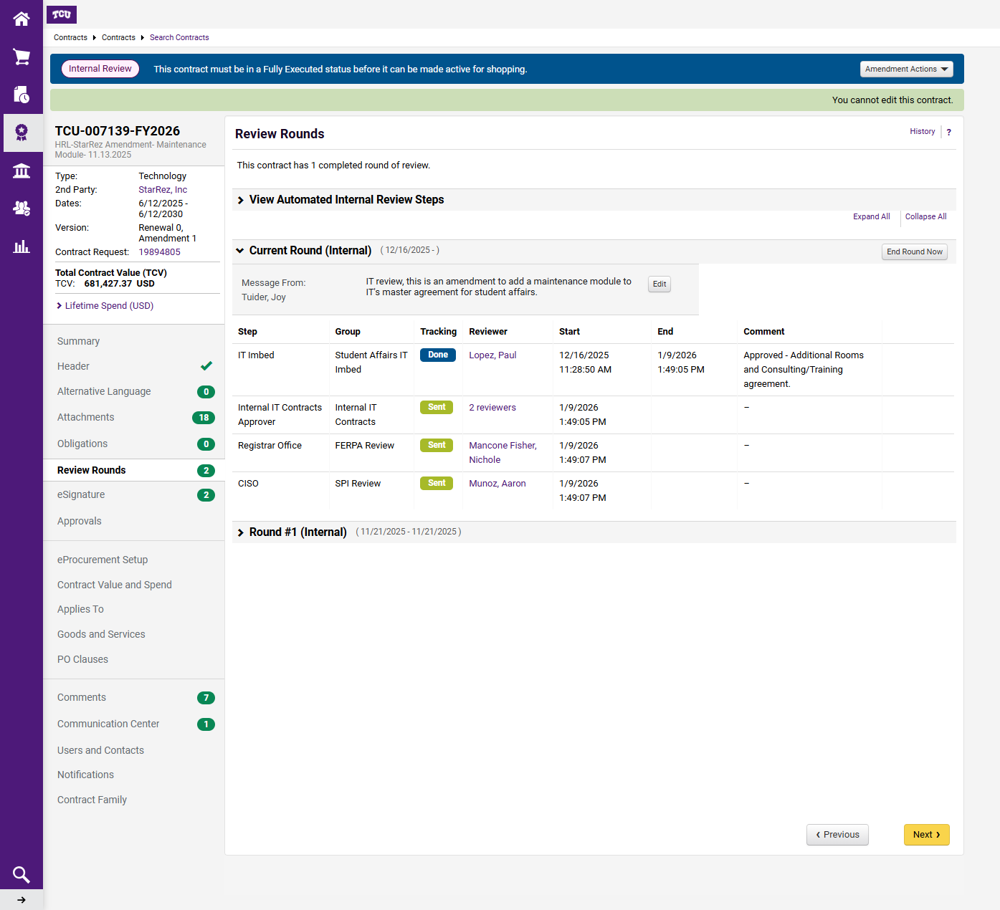 TCU
Contracts Contracts Search Contracts
Internal Review This contract must be in a Fully Executed status before it can be made active for shopping. Amendment Actions
You cannot edit this contract.
TCU-007139-FY2026
HRL-StarRez Amendment- Maintenance
Module- 11.13.2025
Type: Technology
2nd Party: StarRez, Inc
Dates: 6/12/2025 -
6/12/2030
Version: Renewal 0,
Amendment 1
Contract Request: 19894805
Total Contract Value (TCV)
TCV: 681,427.37 USD
Lifetime Spend (USD)
Summary
Header
Alternative Language 0
Attachments 18
Obligations 0
Review Rounds 2
eSignature 2
Approvals
eProcurement Setup
Contract Value and Spend
Applies To
Goods and Services
PO Clauses
Comments 7
Communication Center 1
Users and Contacts
Notifications
Contract Family
Review Rounds
History ?
This contract has 1 completed round of review.
View Automated Internal Review Steps
Expand All Collapse All
Current Round (Internal) ( 12/16/2025 - )
End Round Now
Message From:
Tuider, Joy
IT review, this is an amendment to add a maintenance module to
IT's master agreement for student affairs.
Edit
Step Group Tracking Reviewer Start End Comment
IT Imbed Student Affairs IT Done Lopez, Paul 12/16/2025 1/9/2026 Approved - Additional Rooms
Imbed 11:28:50 AM 1:49:05 PM and Consulting/Training
agreement.
Internal IT Contracts Internal IT Sent 2 reviewers 1/9/2026 –
Approver Contracts 1:49:05 PM
Registrar Office FERPA Review Sent Mancone Fisher, 1/9/2026 –
Nichole 1:49:07 PM
CISO SPI Review Sent Munoz, Aaron 1/9/2026 –
1:49:07 PM
Round #1 (Internal) ( 11/21/2025 - 11/21/2025 )
Previous Next